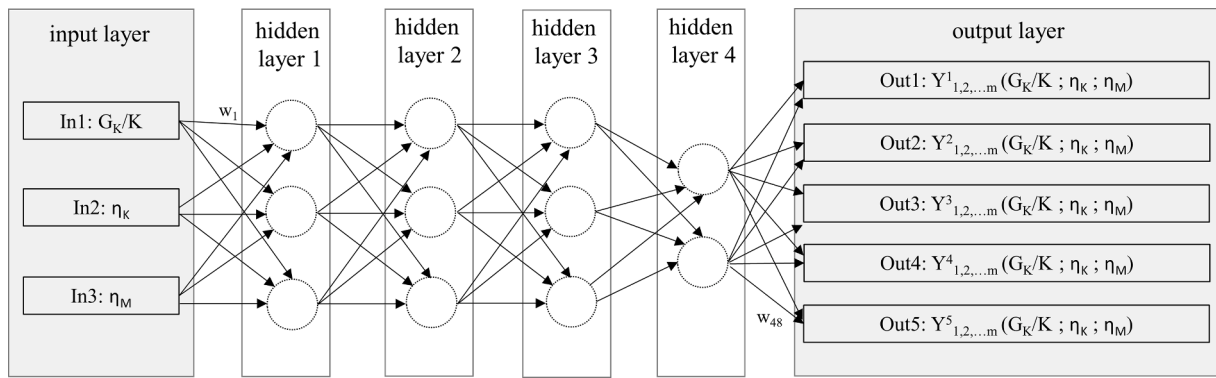 input layer
hidden
layer 1
hidden
layer 2
hidden
layer 3
hidden
layer 4
output layer
In1: G_K/K
In2: η_K
In3: η_M
w_1
w_48
Out1: Y^1_1,2,...m (G_K/K ; η_K ; η_M)
Out2: Y^2_1,2,...m (G_K/K ; η_K ; η_M)
Out3: Y^3_1,2,...m (G_K/K ; η_K ; η_M)
Out4: Y^4_1,2,...m (G_K/K ; η_K ; η_M)
Out5: Y^5_1,2,...m (G_K/K ; η_K ; η_M)